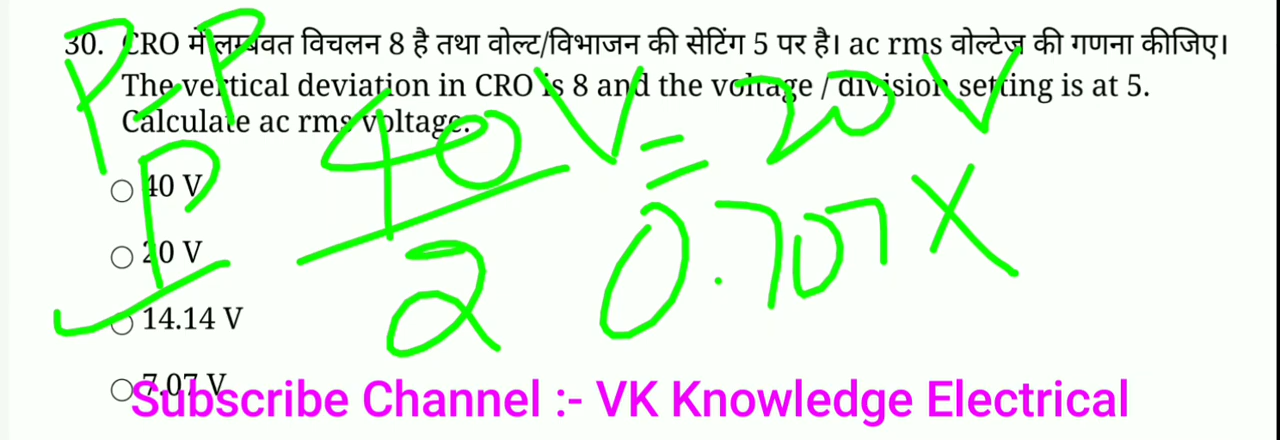 30. CRO में लम्बवत विचलन 8 है तथा वोल्ट/विभाजन की सेटिंग 5 पर है। ac rms वोल्टेज की गणना कीजिए।
The vertical deviation in CRO is 8 and the voltage / division setting is at 5.
Calculate ac rms voltage.
P-P
P
40 V = 20 V
2
0.707 X
40 V
20 V
14.14 V
7.07 V
Subscribe Channel :- VK Knowledge Electrical